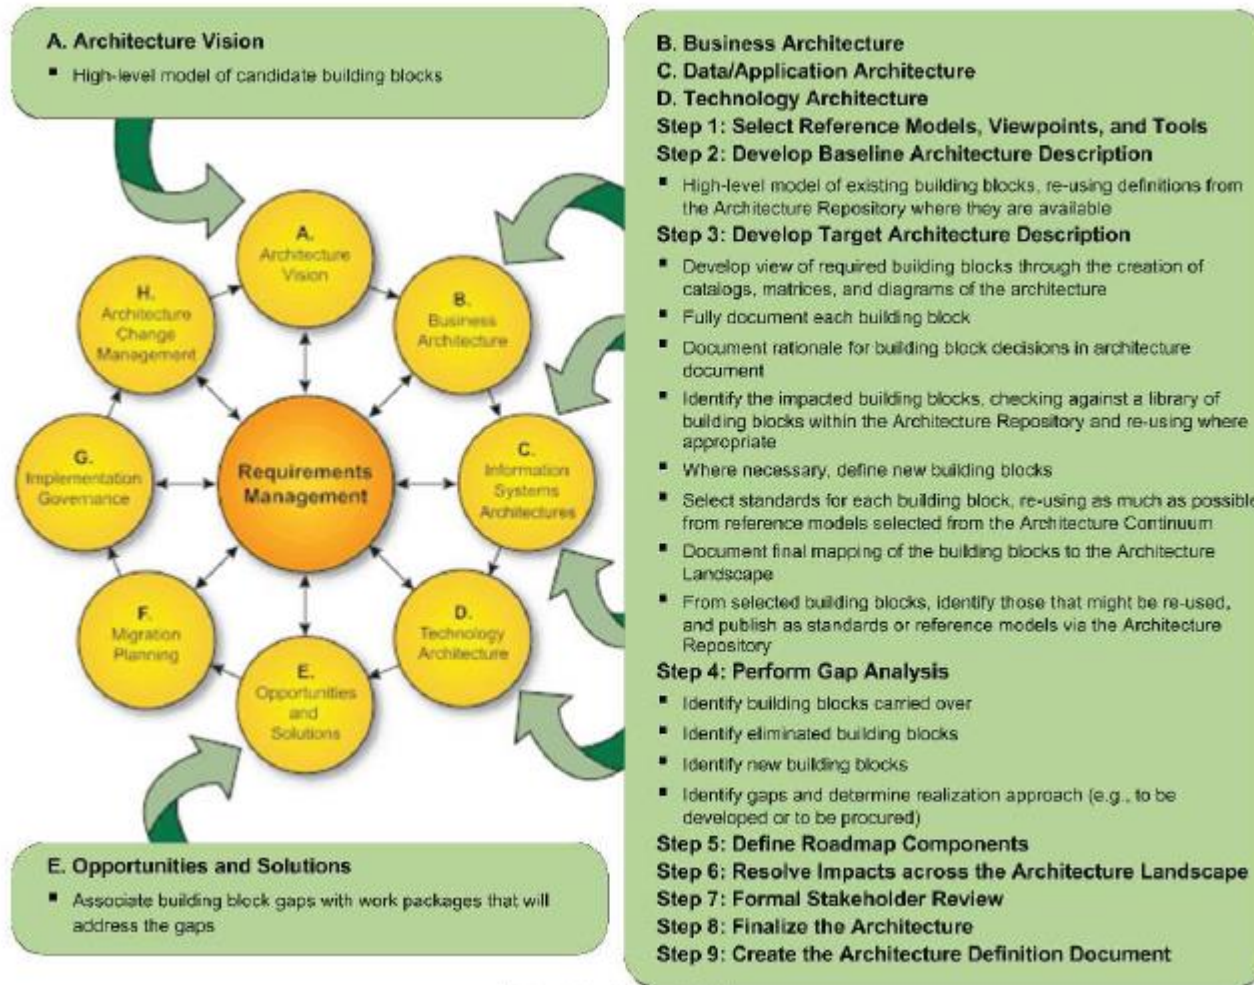 A. Architecture Vision
▪ High-level model of candidate building blocks
A.
Architecture
Vision
B.
Business
Architecture
C.
Information
Systems
Architectures
D.
Technology
Architecture
E.
Opportunities
and
Solutions
F.
Migration
Planning
G.
Implementation
Governance
H.
Architecture
Change
Management
Requirements
Management
E. Opportunities and Solutions
▪ Associate building block gaps with work packages that will
address the gaps
B. Business Architecture
C. Data/Application Architecture
D. Technology Architecture
Step 1: Select Reference Models, Viewpoints, and Tools
Step 2: Develop Baseline Architecture Description
▪ High-level model of existing building blocks, re-using definitions from
the Architecture Repository where they are available
Step 3: Develop Target Architecture Description
▪ Develop view of required building blocks through the creation of
catalogs, matrices, and diagrams of the architecture
▪ Fully document each building block
▪ Document rationale for building block decisions in architecture
document
▪ Identify the impacted building blocks, checking against a library of
building blocks within the Architecture Repository and re-using where
appropriate
▪ Where necessary, define new building blocks
▪ Select standards for each building block, re-using as much as possible
from reference models selected from the Architecture Continuum
▪ Document final mapping of the building blocks to the Architecture
Landscape
▪ From selected building blocks, identify those that might be re-used,
and publish as standards or reference models via the Architecture
Repository
Step 4: Perform Gap Analysis
▪ Identify building blocks carried over
▪ Identify eliminated building blocks
▪ Identify new building blocks
▪ Identify gaps and determine realization approach (e.g., to be
developed or to be procured)
Step 5: Define Roadmap Components
Step 6: Resolve Impacts across the Architecture Landscape
Step 7: Formal Stakeholder Review
Step 8: Finalize the Architecture
Step 9: Create the Architecture Definition Document